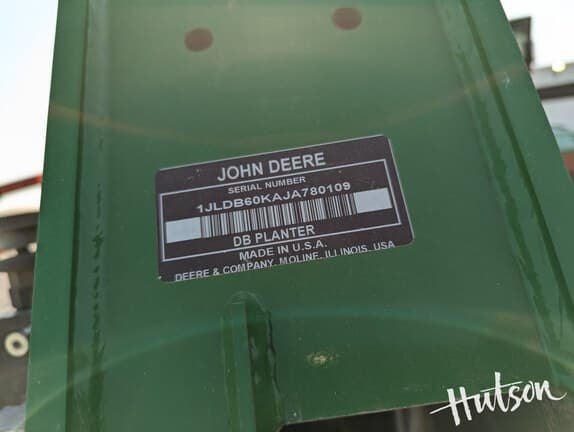 JOHN DEERE
SERIAL NUMBER
1JLDB60KAJA780109
DB PLANTER
MADE IN U.S.A.
DEERE & COMPANY, MOLINE, ILLINOIS, USA
Hutson